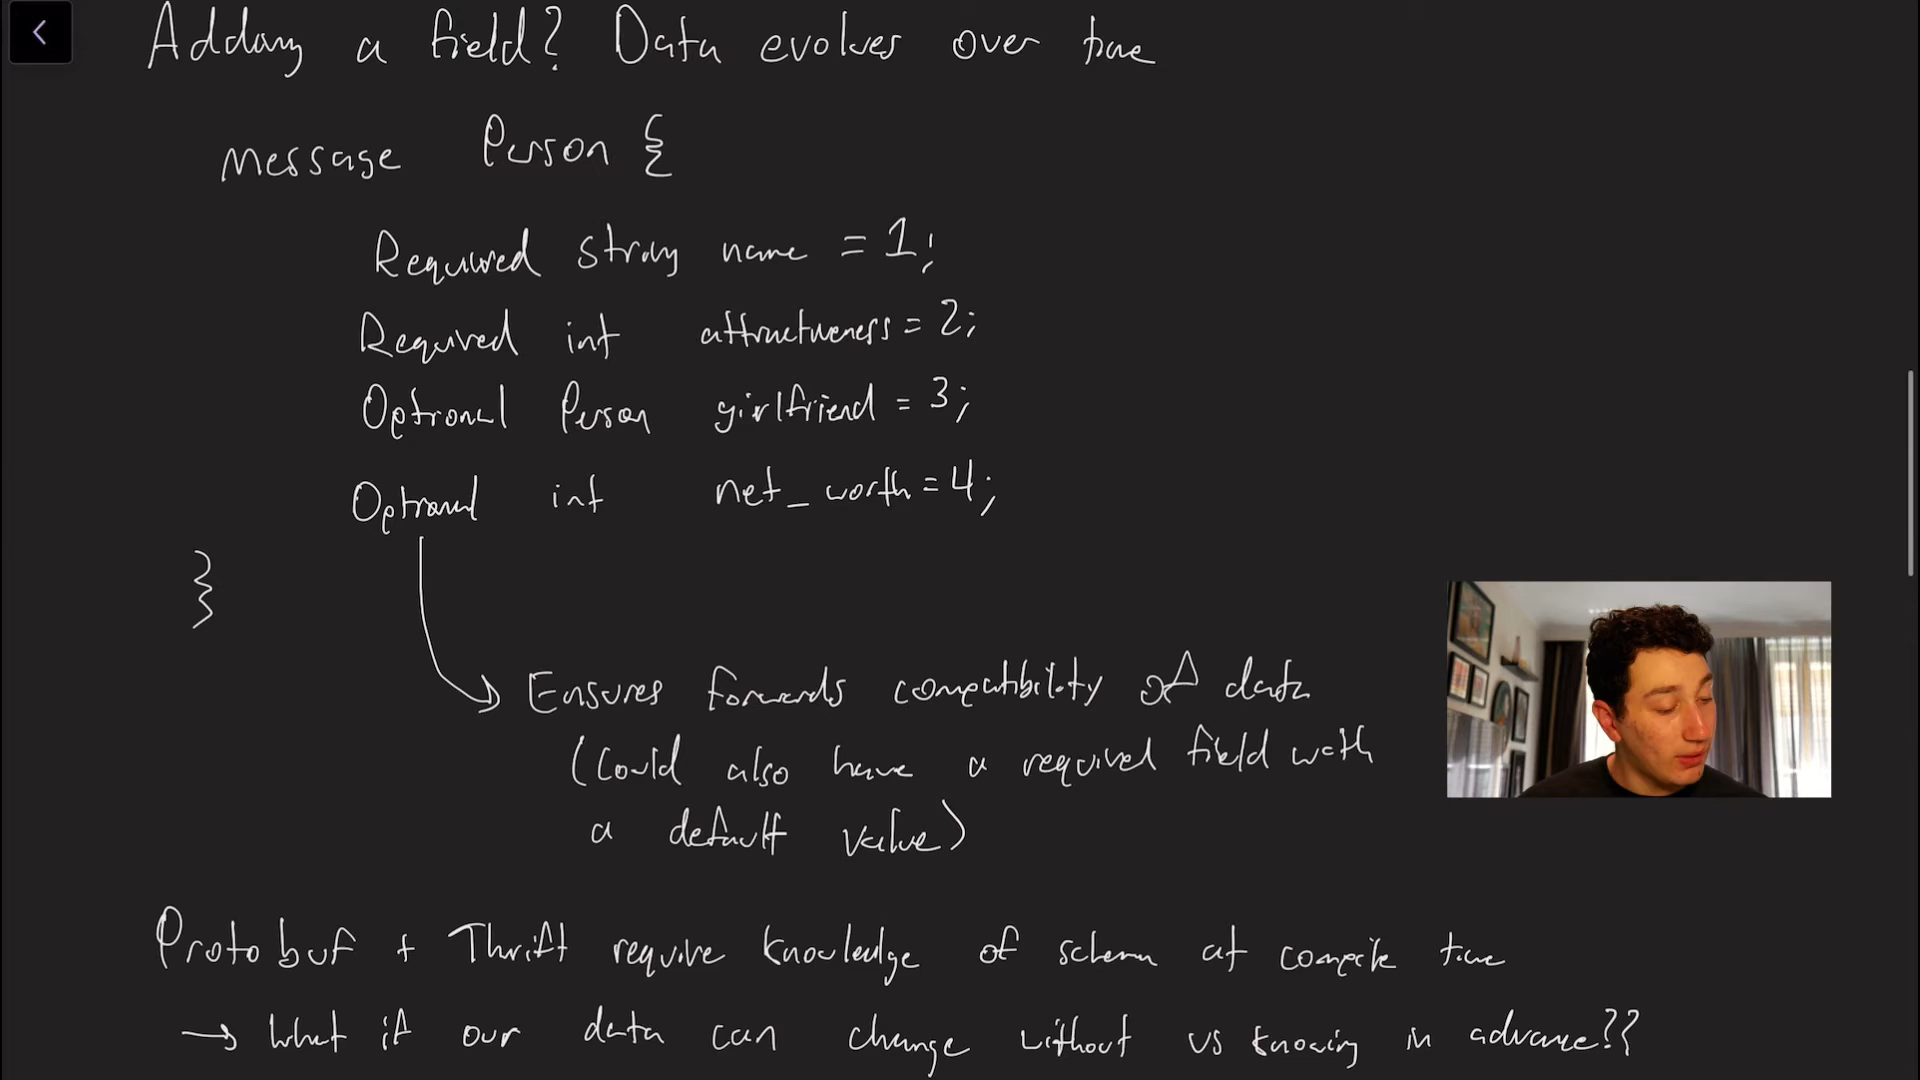 Adding a field? Data evolves over time
message Person {
Required string name = 1;
Required int attractiveness = 2;
Optional Person girlfriend = 3;
Optional int net_worth = 4;
}
Ensures forwards compatibility of data
(Could also have a required field with
a default value)
Protobuf + Thrift require knowledge of schema at compile time
→ What if our data can change without us knowing in advance??